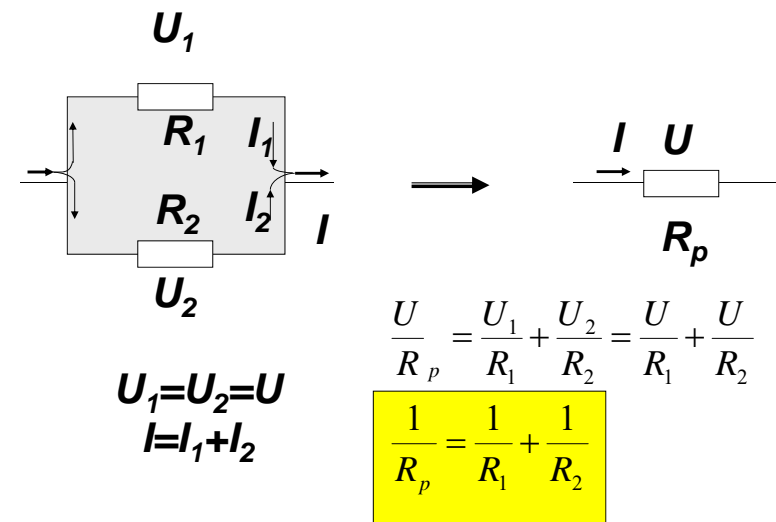 U₁
R₁ I₁
R₂ I₂
I
U₂
I U
Rₚ
U/Rₚ = U₁/R₁ + U₂/R₂ = U/R₁ + U/R₂
U₁=U₂=U
I=I₁+I₂
1/Rₚ = 1/R₁ + 1/R₂